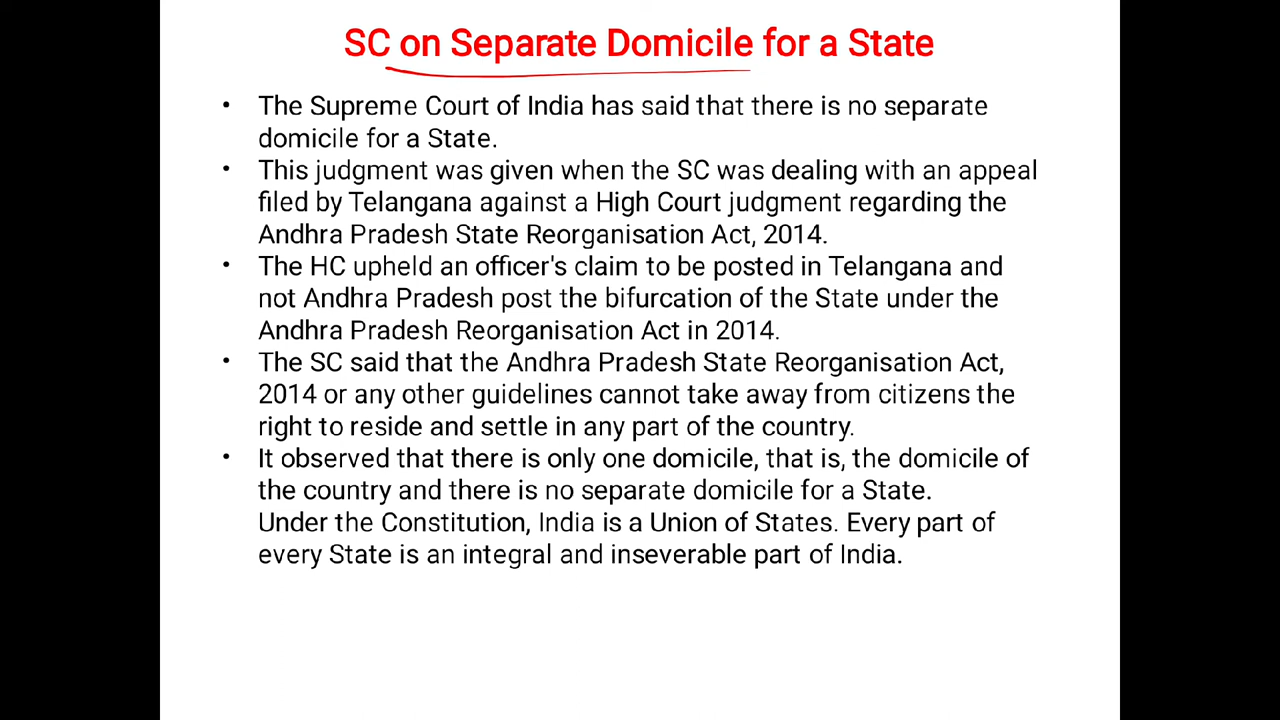 SC on Separate Domicile for a State
• The Supreme Court of India has said that there is no separate
domicile for a State.
• This judgment was given when the SC was dealing with an appeal
filed by Telangana against a High Court judgment regarding the
Andhra Pradesh State Reorganisation Act, 2014.
• The HC upheld an officer's claim to be posted in Telangana and
not Andhra Pradesh post the bifurcation of the State under the
Andhra Pradesh Reorganisation Act in 2014.
• The SC said that the Andhra Pradesh State Reorganisation Act,
2014 or any other guidelines cannot take away from citizens the
right to reside and settle in any part of the country.
• It observed that there is only one domicile, that is, the domicile of
the country and there is no separate domicile for a State.
Under the Constitution, India is a Union of States. Every part of
every State is an integral and inseverable part of India.